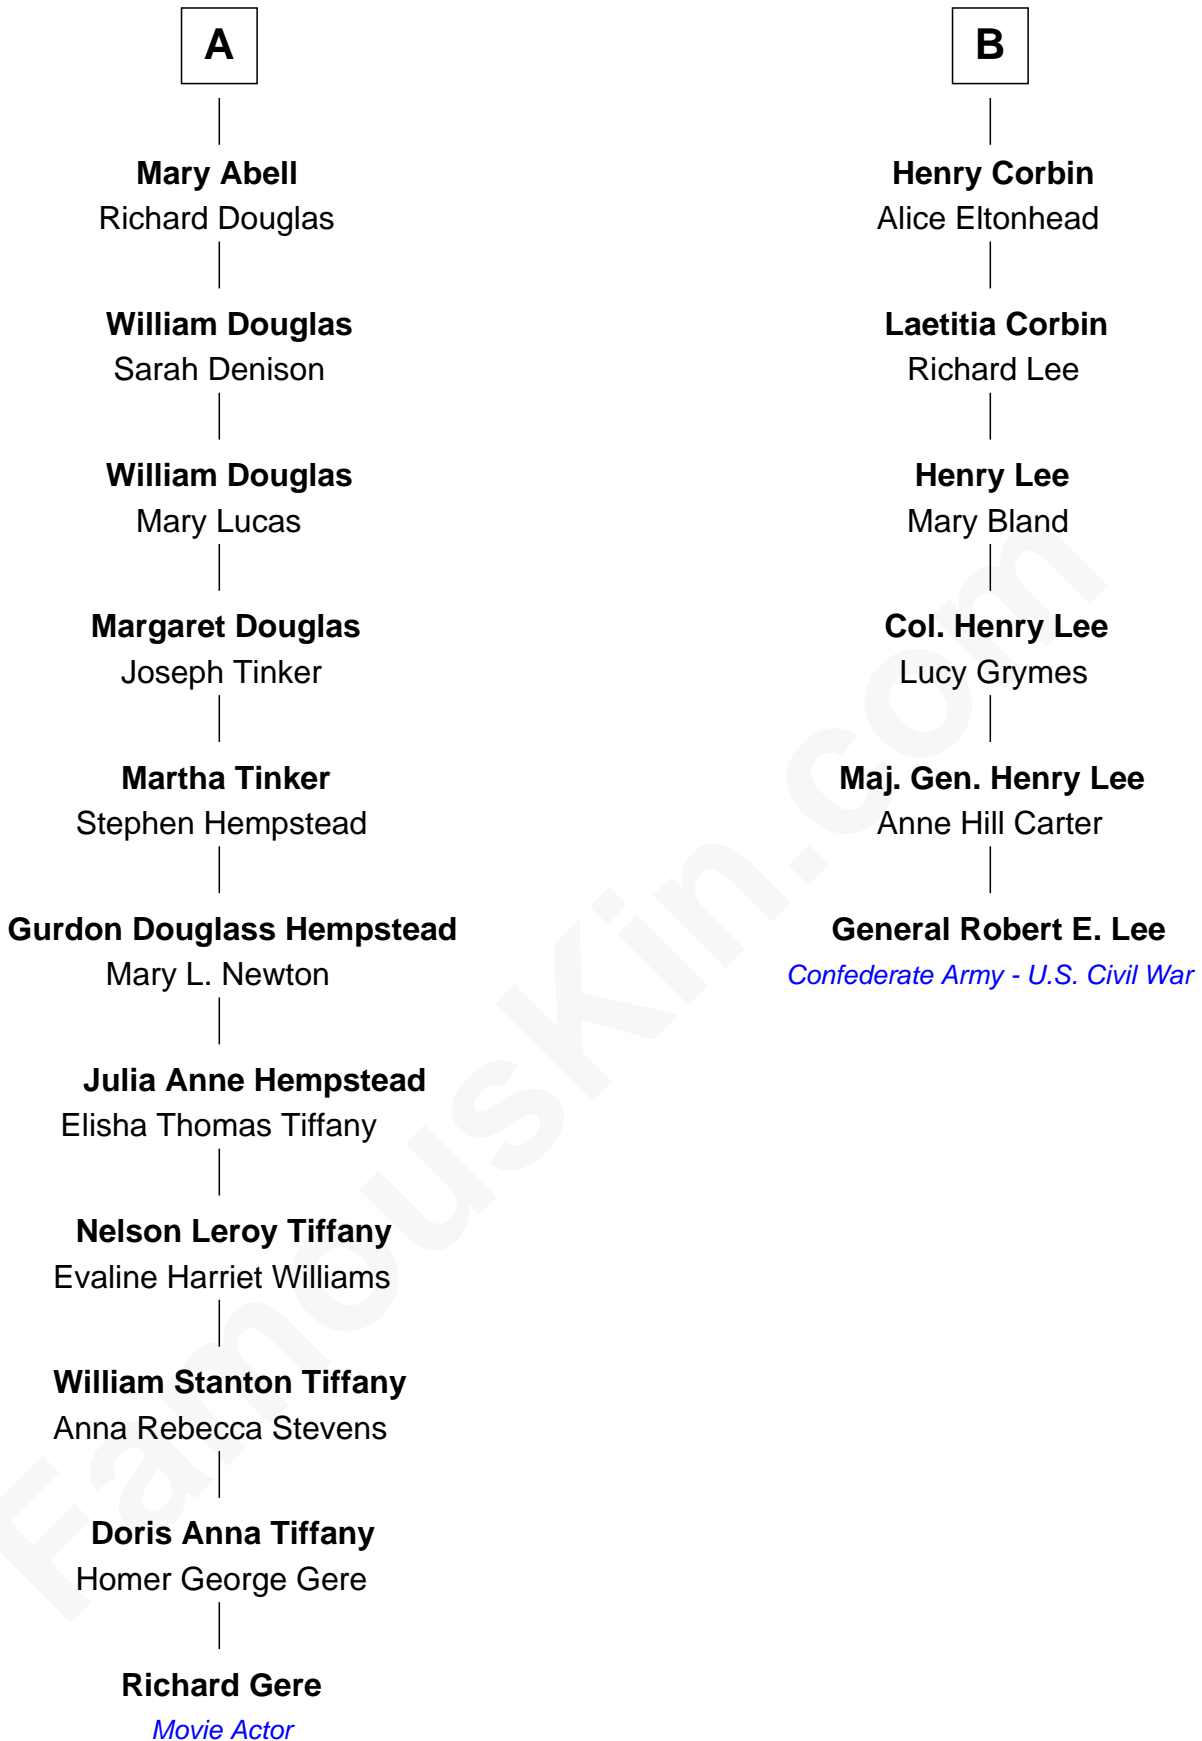 A
Mary Abell
Richard Douglas
William Douglas
Sarah Denison
William Douglas
Mary Lucas
Margaret Douglas
Joseph Tinker
Martha Tinker
Stephen Hempstead
Gurdon Douglass Hempstead
Mary L. Newton
Julia Anne Hempstead
Elisha Thomas Tiffany
Nelson Leroy Tiffany
Evaline Harriet Williams
William Stanton Tiffany
Anna Rebecca Stevens
Doris Anna Tiffany
Homer George Gere
Richard Gere
Movie Actor
B
Henry Corbin
Alice Eltonhead
Laetitia Corbin
Richard Lee
Henry Lee
Mary Bland
Col. Henry Lee
Lucy Grymes
Maj. Gen. Henry Lee
Anne Hill Carter
General Robert E. Lee
Confederate Army - U.S. Civil War
FamousKin.com